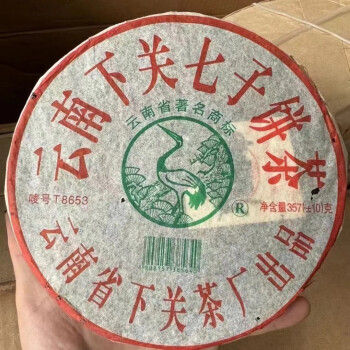 云南下关七子饼茶
云南省著名商标
®
唛号T8653
净含量357(±10)克
云南省下关茶厂出品